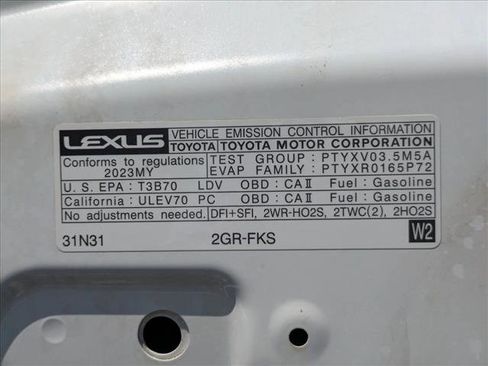 LEXUS VEHICLE EMISSION CONTROL INFORMATION
TOYOTA TOYOTA MOTOR CORPORATION
Conforms to regulations TEST GROUP : PTYXV03.5M5A
2023MY EVAP FAMILY : PTYXR0165P72
U.S. EPA : T3B70 LDV OBD : CAII Fuel : Gasoline
California : ULEV70 PC OBD : CAII Fuel : Gasoline
No adjustments needed. DFI+SFI, 2WR-HO2S, 2TWC(2), 2HO2S
31N31 2GR-FKS W2